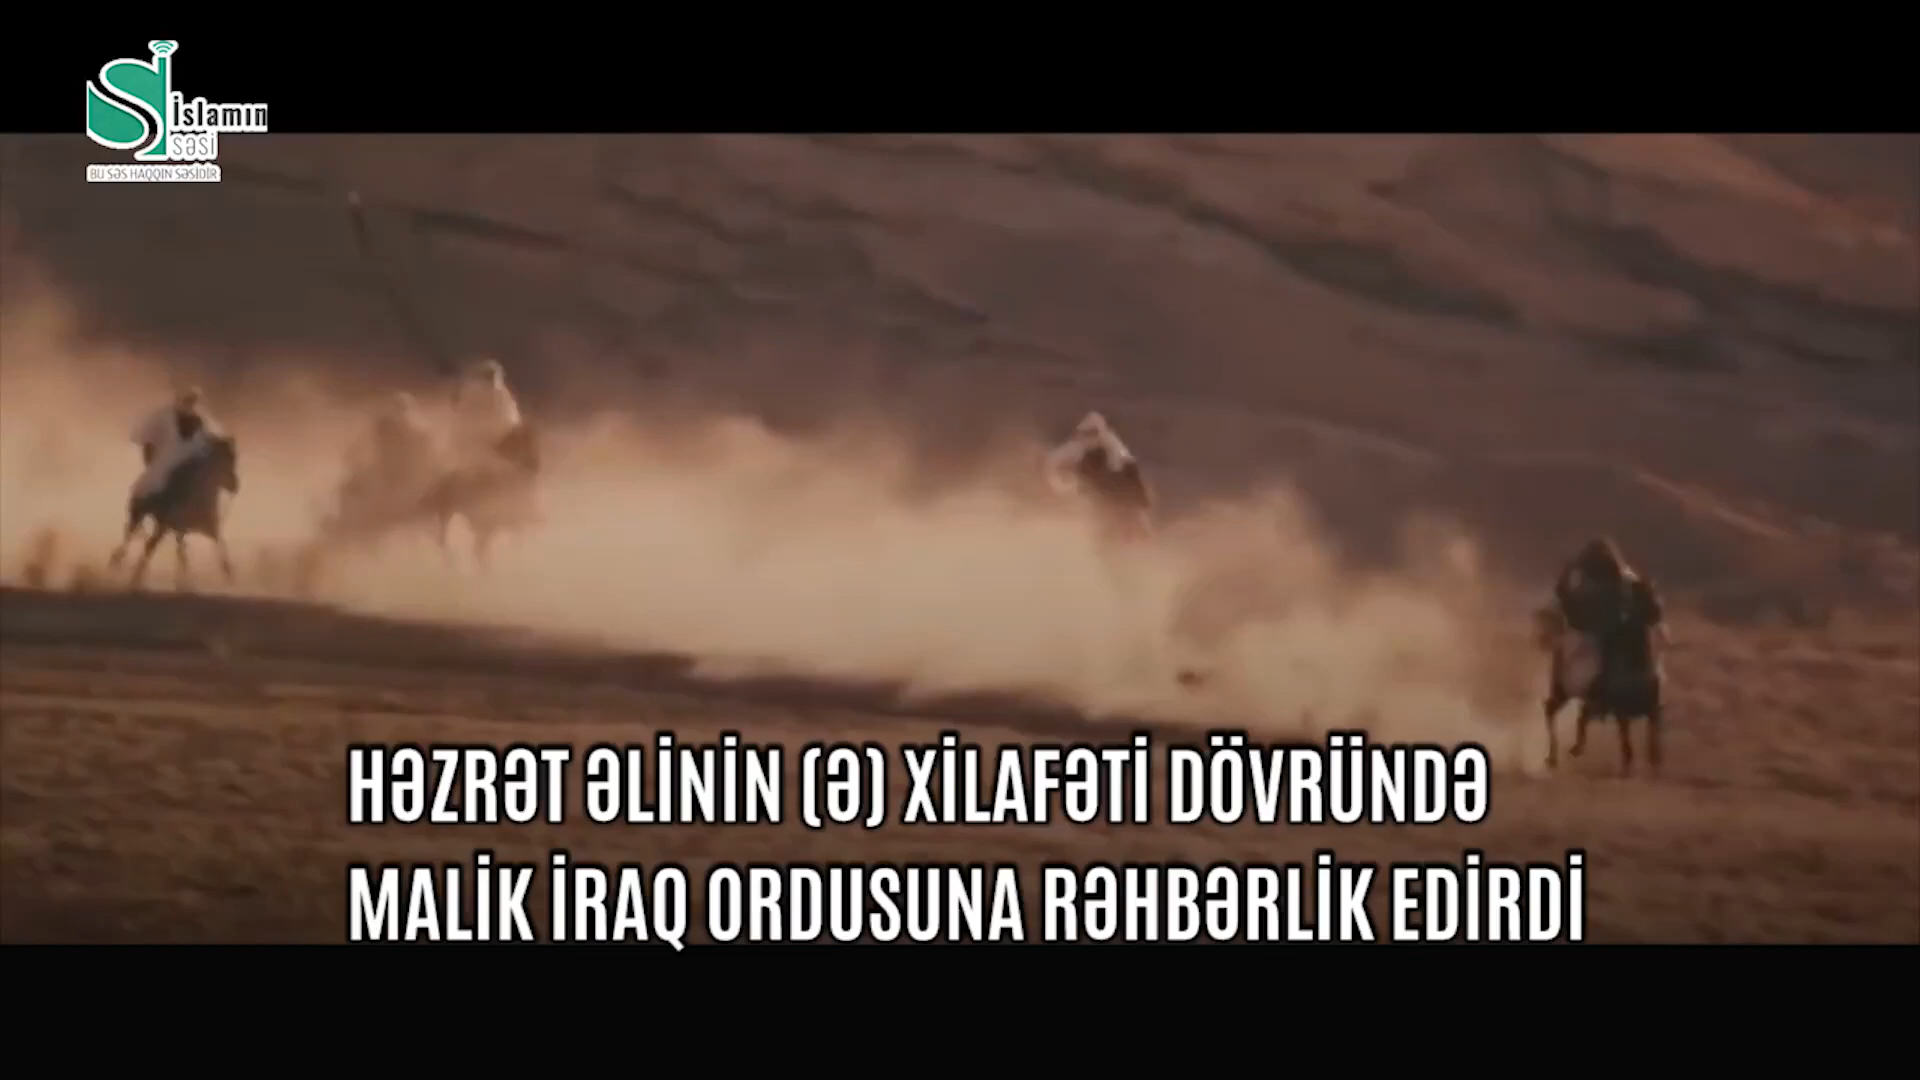 İslamın
səsi
BU SƏS HAQQIN SƏSİDİR
HƏZRƏT ƏLİNİN (Ə) XİLAFƏTİ DÖVRÜNDƏ
MALİK İRAQ ORDUSUNA RƏHBƏRLİK EDİRDİ